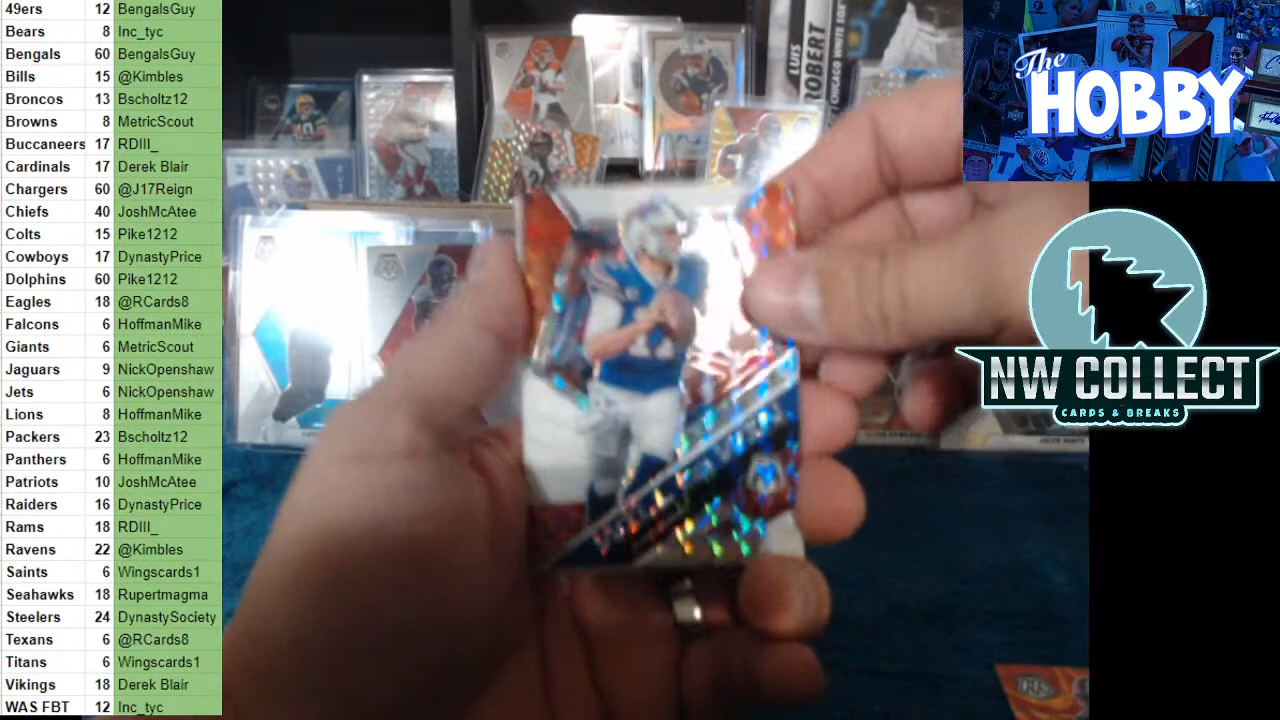 49ers 12 BengalsGuy
Bears 8 Inc_tyc
Bengals 60 BengalsGuy
Bills 15 @Kimbles
Broncos 13 Bscholtz12
Browns 8 MetricScout
Buccaneers 17 RDIII_
Cardinals 17 Derek Blair
Chargers 60 @J17Reign
Chiefs 40 JoshMcAtee
Colts 15 Pike1212
Cowboys 17 DynastyPrice
Dolphins 60 Pike1212
Eagles 18 @RCards8
Falcons 6 HoffmanMike
Giants 6 MetricScout
Jaguars 9 NickOpenshaw
Jets 6 NickOpenshaw
Lions 8 HoffmanMike
Packers 23 Bscholtz12
Panthers 6 HoffmanMike
Patriots 10 JoshMcAtee
Raiders 16 DynastyPrice
Rams 18 RDIII_
Ravens 22 @Kimbles
Saints 6 Wingscards1
Seahawks 18 Rupertmagma
Steelers 24 DynastySociety
Texans 6 @RCards8
Titans 6 Wingscards1
Vikings 18 Derek Blair
WAS FBT 12 Inc_tyc
LUIS
ROBERT
CHICAGO WHITE SOX
The
HOBBY
NW COLLECT
CARDS & BREAKS